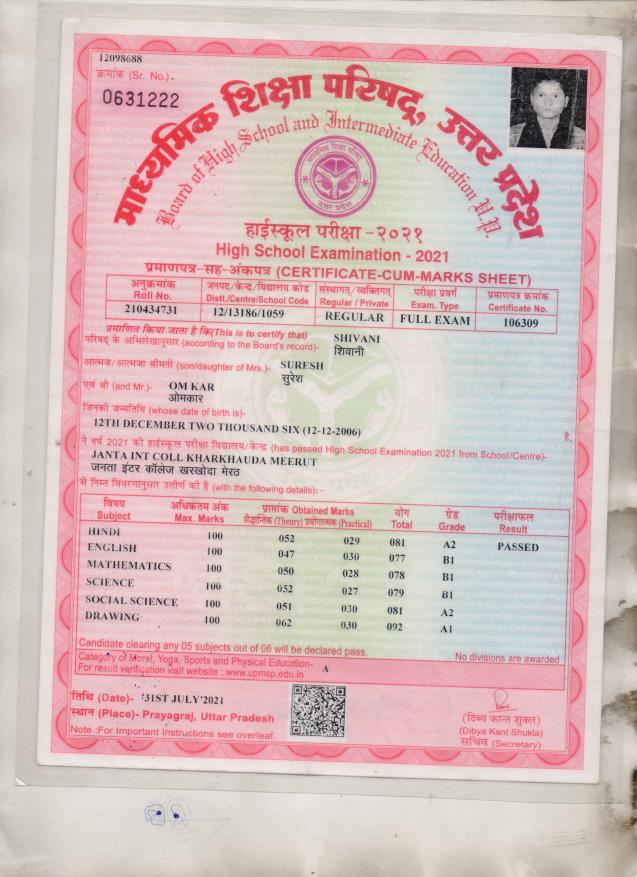 12098688
क्रमांक (Sr. No.)-
0631222
माध्यमिक शिक्षा परिषद्, उत्तर प्रदेश
Board of High School and Intermediate Education U.P.
माध्यमिक शिक्षा परिषद्
उत्तर प्रदेश
हाईस्कूल परीक्षा -२०२१
High School Examination - 2021
प्रमाणपत्र-सह-अंकपत्र (CERTIFICATE-CUM-MARKS SHEET)
अनुक्रमांक जनपद/केन्द्र/विद्यालय कोड संस्थागत/व्यक्तिगत परीक्षा प्रवर्ग प्रमाणपत्र क्रमांक
Roll No. Distt./Centre/School Code Regular / Private Exam. Type Certificate No.
210434731 12/13186/1059 REGULAR FULL EXAM 106309
प्रमाणित किया जाता है कि(This is to certify that) SHIVANI
परिषद् के अभिलेखानुसार (according to the Board's record)- शिवानी
आत्मज/आत्मजा श्रीमती (son/daughter of Mrs.)- SURESH
सुरेश
एवं श्री (and Mr.)- OM KAR
ओमकार
जिनकी जन्मतिथि (whose date of birth is)-
12TH DECEMBER TWO THOUSAND SIX (12-12-2006) है,
ने वर्ष 2021 की हाईस्कूल परीक्षा विद्यालय/केन्द्र (has passed High School Examination 2021 from School/Centre)-
JANTA INT COLL KHARKHAUDA MEERUT
जनता इंटर कॉलेज खरखोदा मेरठ
से निम्न विवरणानुसार उत्तीर्ण की है (with the following details):-
विषय अधिकतम अंक प्राप्तांक Obtained Marks योग ग्रेड परीक्षाफल
Subject Max. Marks सैद्धान्तिक (Theory) प्रयोगात्मक (Practical) Total Grade Result
HINDI 100 052 029 081 A2 PASSED
ENGLISH 100 047 030 077 B1
MATHEMATICS 100 050 028 078 B1
SCIENCE 100 052 027 079 B1
SOCIAL SCIENCE 100 051 030 081 A2
DRAWING 100 062 030 092 A1
Candidate clearing any 05 subjects out of 06 will be declared pass. No divisions are awarded
Category of Moral, Yoga, Sports and Physical Education- A
For result verification visit website : www.upmsp.edu.in
तिथि (Date)- 31ST JULY'2021
स्थान (Place)- Prayagraj, Uttar Pradesh
Note :For Important Instructions see overleaf.
(दिब्य कान्त शुक्ल)
(Dibya Kant Shukla)
सचिव (Secretary)